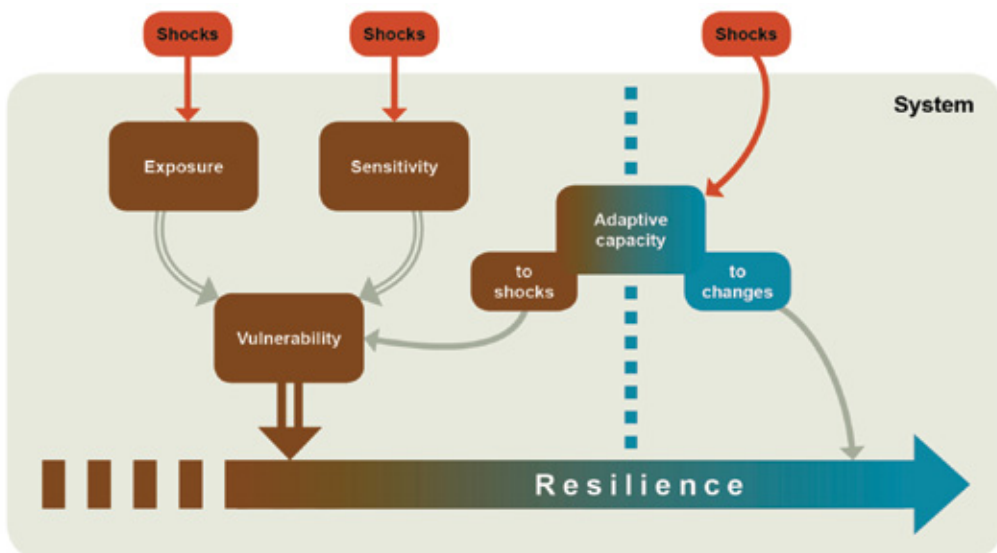 Shocks
Shocks
Shocks
System
Exposure
Sensitivity
Adaptive
capacity
to
shocks
to
changes
Vulnerability
Resilience